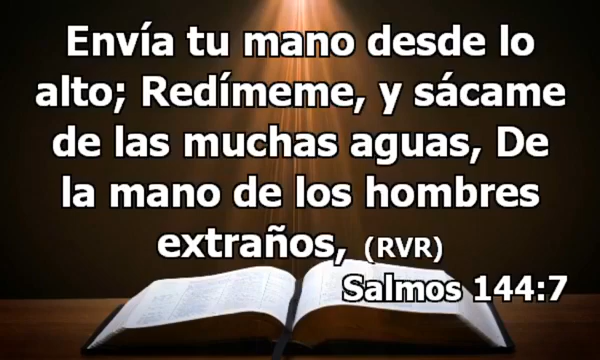 Envía tu mano desde lo
alto; Redímeme, y sácame
de las muchas aguas, De
la mano de los hombres
extraños, (RVR)
Salmos 144:7